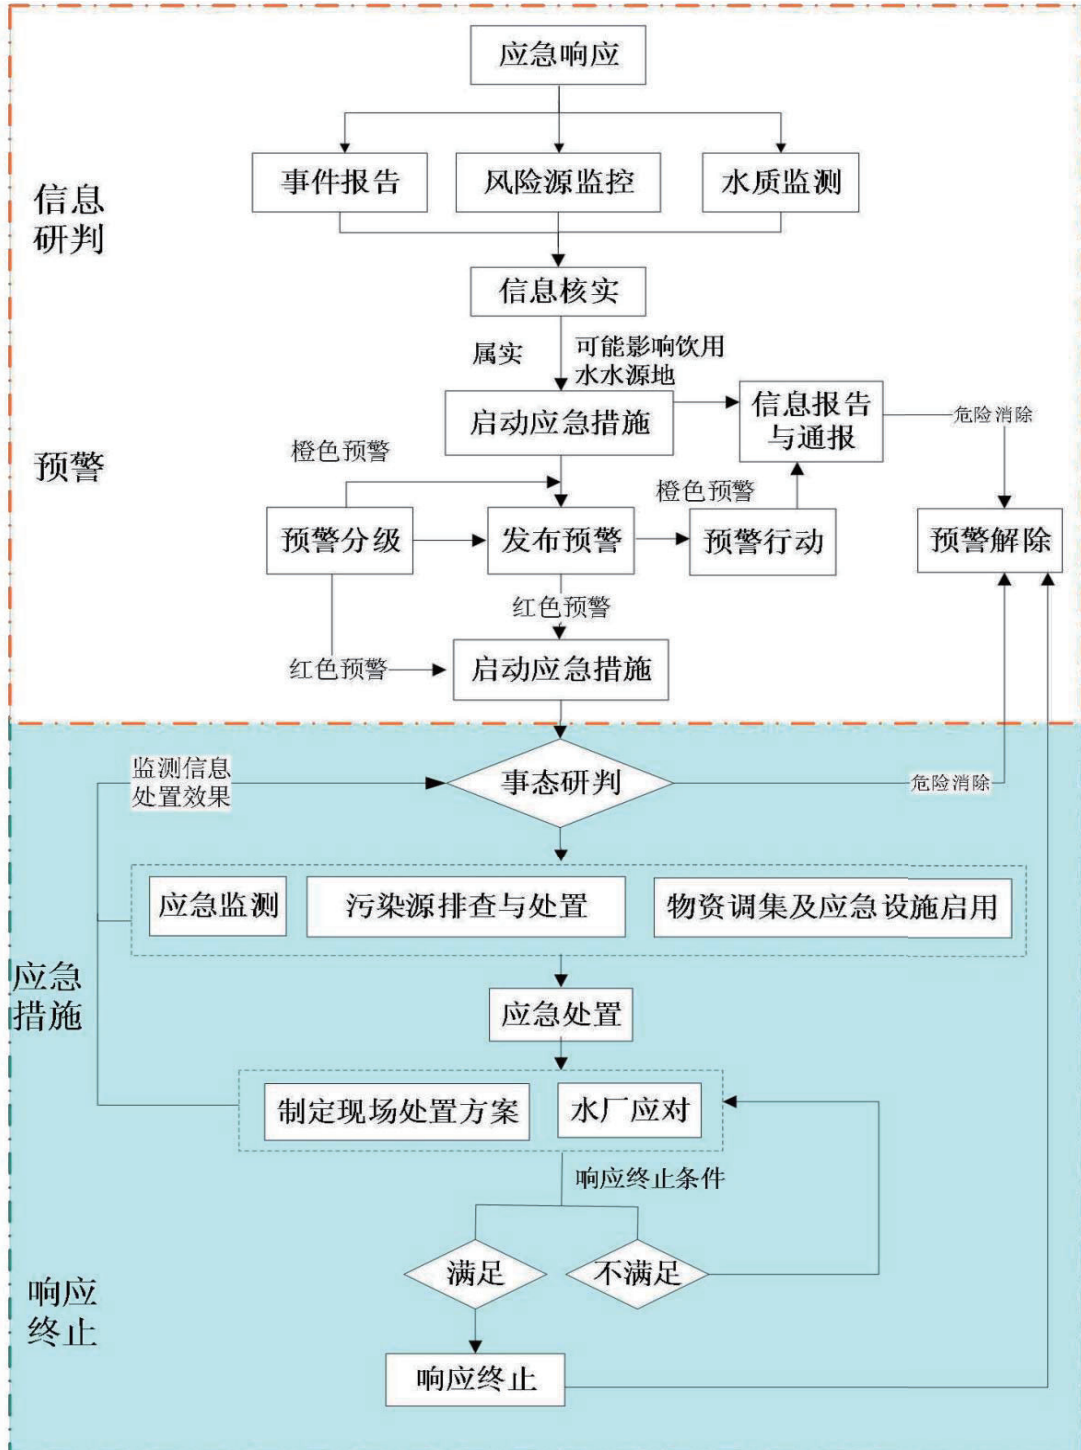 应急响应
事件报告
风险源监控
水质监测
信息
研判
信息核实
属实
可能影响饮用
水水源地
启动应急措施
信息报告
与通报
危险消除
橙色预警
预警
橙色预警
预警分级
发布预警
预警行动
预警解除
红色预警
红色预警
启动应急措施
监测信息
处置效果
事态研判
危险消除
应急监测
污染源排查与处置
物资调集及应急设施启用
应急
措施
应急处置
制定现场处置方案
水厂应对
响应终止条件
满足
不满足
响应
终止
响应终止